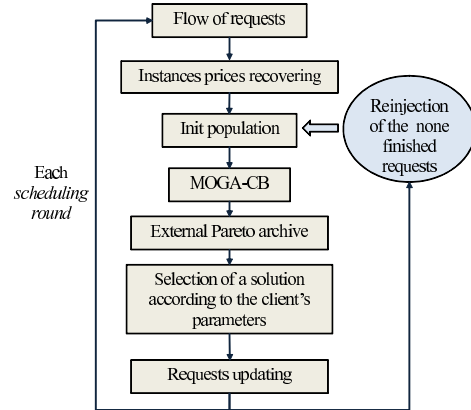 Flow of requests
Instances prices recovering
Init population
Reinjection
of the none
finished
requests
Each
scheduling
round
MOGA-CB
External Pareto archive
Selection of a solution
according to the client's
parameters
Requests updating